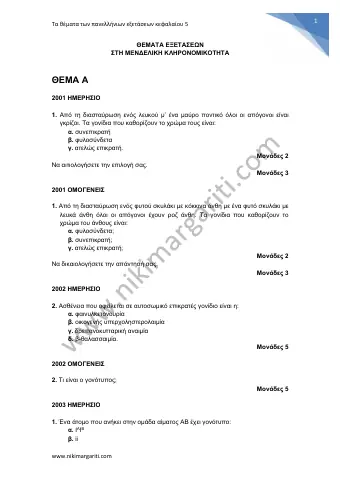 Τα θέματα των πανελλήνιων εξετάσεων κεφαλαίου 5
1
ΘΕΜΑΤΑ ΕΞΕΤΑΣΕΩΝ
ΣΤΗ ΜΕΝΔΕΛΙΚΗ ΚΛΗΡΟΝΟΜΙΚΟΤΗΤΑ
ΘΕΜΑ Α
2001 ΗΜΕΡΗΣΙΟ
1. Από τη διασταύρωση ενός λευκού μ’ ένα μαύρο ποντικό όλοι οι απόγονοι είναι
γκρίζοι. Τα γονίδια που καθορίζουν το χρώμα τους είναι:
α. συνεπικρατή
β. φυλοσύνδετα
γ. ατελώς επικρατή.
Μονάδες 2
Να αιτιολογήσετε την επιλογή σας.
Μονάδες 3
2001 ΟΜΟΓΕΝΕΙΣ
1. Από τη διασταύρωση ενός φυτού σκυλάκι με κόκκινα άνθη με ένα φυτό σκυλάκι με
λευκά άνθη όλοι οι απόγονοι έχουν ροζ άνθη. Τα γονίδια που καθορίζουν το
χρώμα του άνθους είναι:
α. φυλοσύνδετα;
β. συνεπικρατή;
γ. ατελώς επικρατή;
Μονάδες 2
Να δικαιολογήσετε την απάντησή σας.
Μονάδες 3
2002 ΗΜΕΡΗΣΙΟ
2. Ασθένεια που οφείλεται σε αυτοσωμικό επικρατές γονίδιο είναι η:
α. φαινυλκετονουρία
β. οικογενής υπερχοληστερολαιμία
γ. δρεπανοκυτταρική αναιμία
δ. β-θαλασσαιμία.
Μονάδες 5
2002 ΟΜΟΓΕΝΕΙΣ
2. Τι είναι ο γονότυπος;
Μονάδες 5
2003 ΗΜΕΡΗΣΙΟ
1. Ένα άτομο που ανήκει στην ομάδα αίματος ΑΒ έχει γονότυπο:
α. IᴬIᴮ
β. ii
www.nikimargariti.com
www.nikimargariti.com